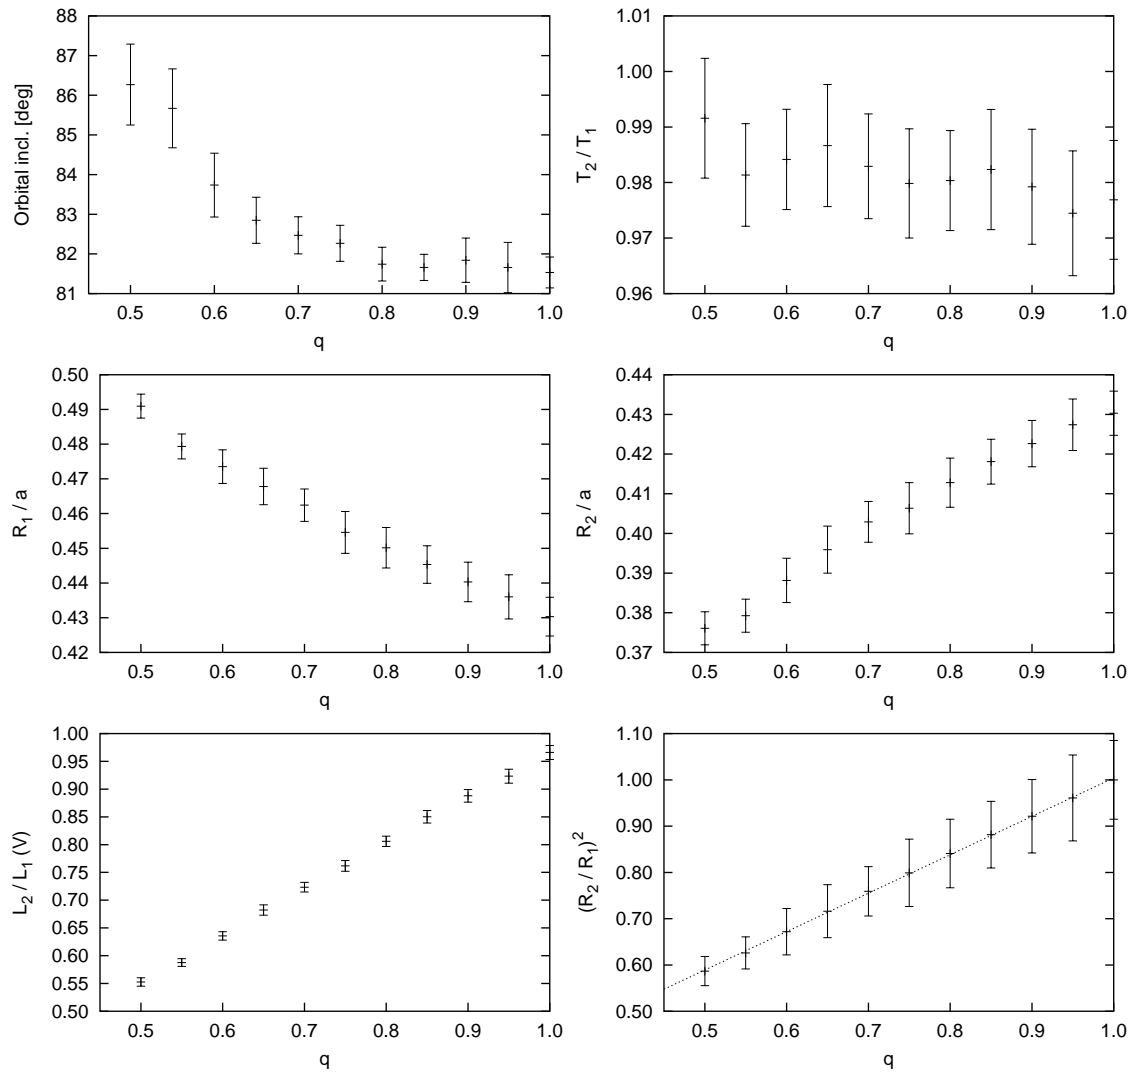 Orbital incl. [deg]
88
87
86
85
84
83
82
81
0.5 0.6 0.7 0.8 0.9 1.0
q
T2 / T1
1.01
1.00
0.99
0.98
0.97
0.96
0.5 0.6 0.7 0.8 0.9 1.0
q
R1 / a
0.50
0.49
0.48
0.47
0.46
0.45
0.44
0.43
0.42
0.5 0.6 0.7 0.8 0.9 1.0
q
R2 / a
0.44
0.43
0.42
0.41
0.40
0.39
0.38
0.37
0.5 0.6 0.7 0.8 0.9 1.0
q
L2 / L1 (V)
1.00
0.95
0.90
0.85
0.80
0.75
0.70
0.65
0.60
0.55
0.50
0.5 0.6 0.7 0.8 0.9 1.0
q
(R2 / R1)2
1.10
1.00
0.90
0.80
0.70
0.60
0.50
0.5 0.6 0.7 0.8 0.9 1.0
q